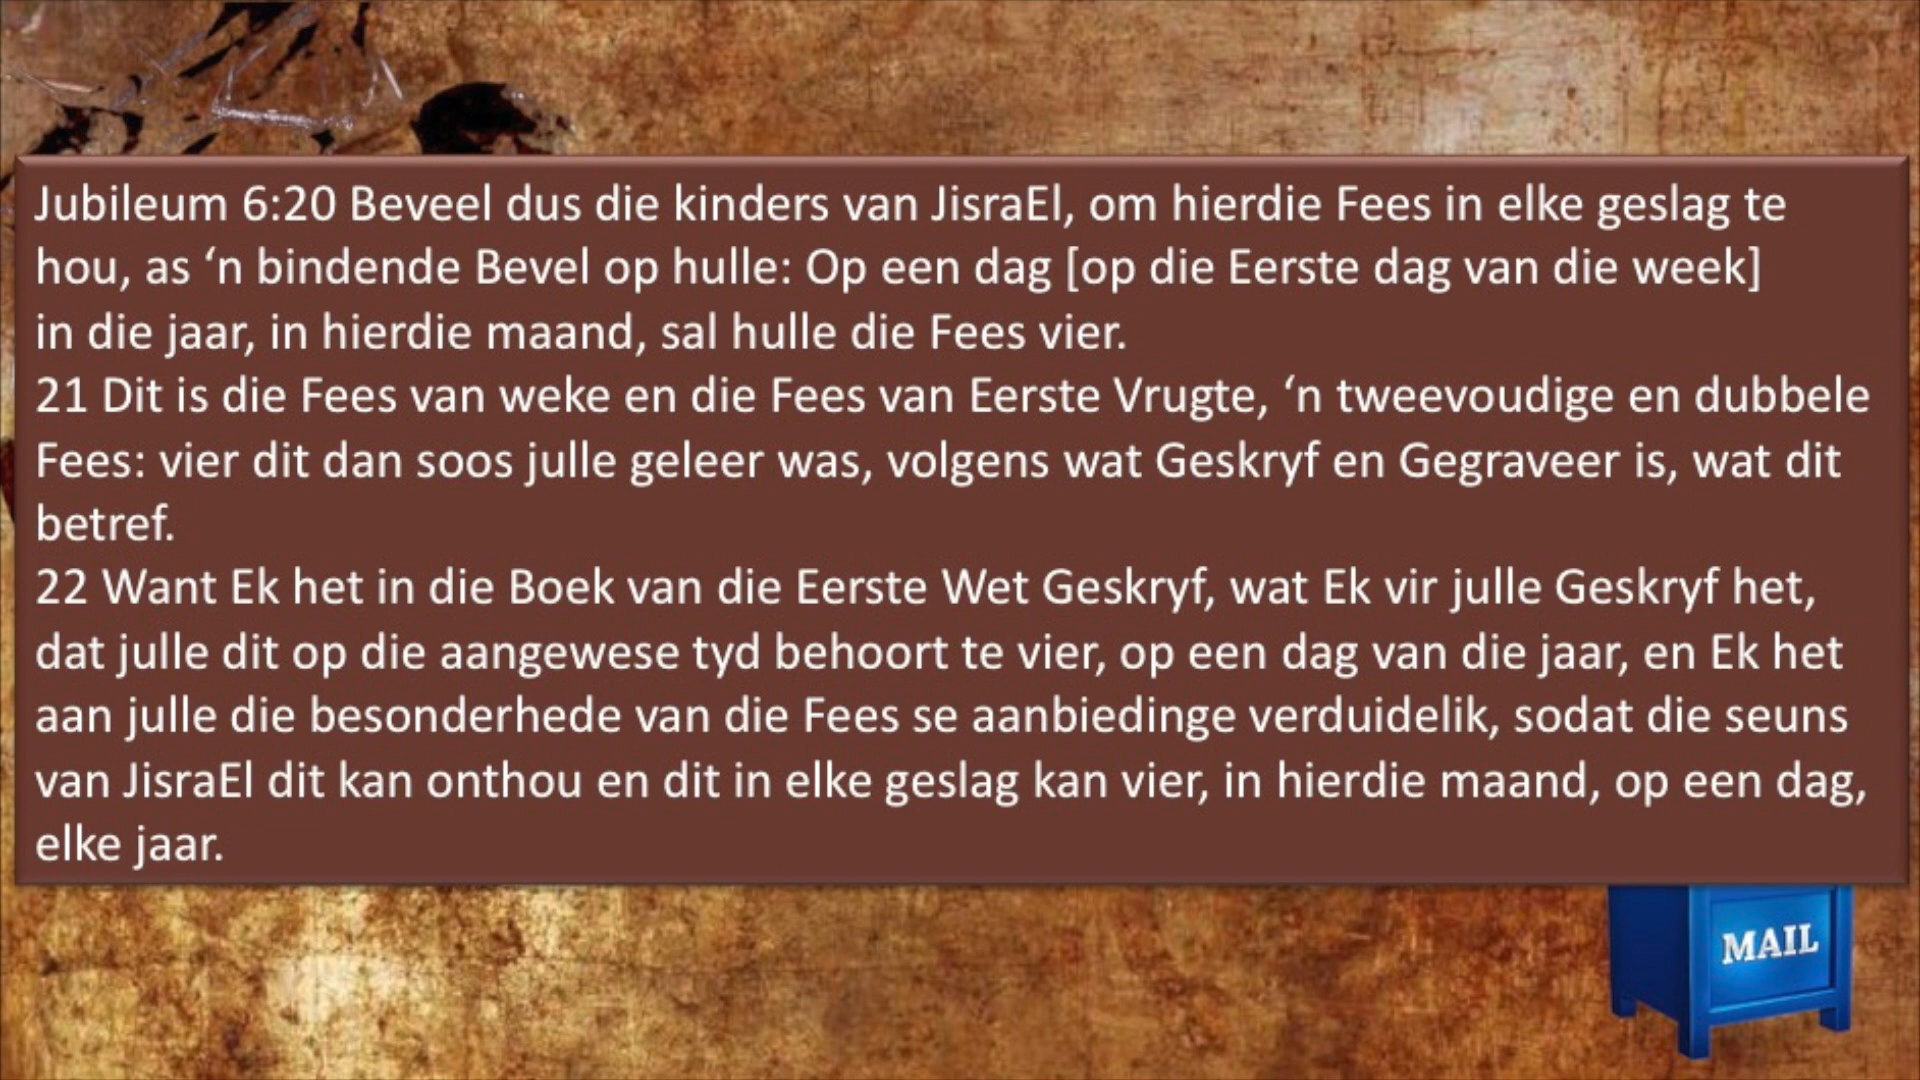 Jubileum 6:20 Beveel dus die kinders van JisraEl, om hierdie Fees in elke geslag te
hou, as ‘n bindende Bevel op hulle: Op een dag [op die Eerste dag van die week]
in die jaar, in hierdie maand, sal hulle die Fees vier.
21 Dit is die Fees van weke en die Fees van Eerste Vrugte, ‘n tweevoudige en dubbele
Fees: vier dit dan soos julle geleer was, volgens wat Geskryf en Gegraveer is, wat dit
betref.
22 Want Ek het in die Boek van die Eerste Wet Geskryf, wat Ek vir julle Geskryf het,
dat julle dit op die aangewese tyd behoort te vier, op een dag van die jaar, en Ek het
aan julle die besonderhede van die Fees se aanbiedinge verduidelik, sodat die seuns
van JisraEl dit kan onthou en dit in elke geslag kan vier, in hierdie maand, op een dag,
elke jaar.
MAIL